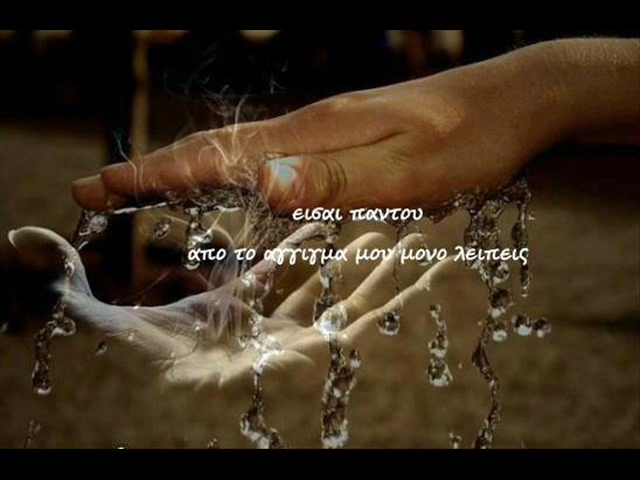 εισαι παντου
απο το αγγιγμα μου μονο λειπεις